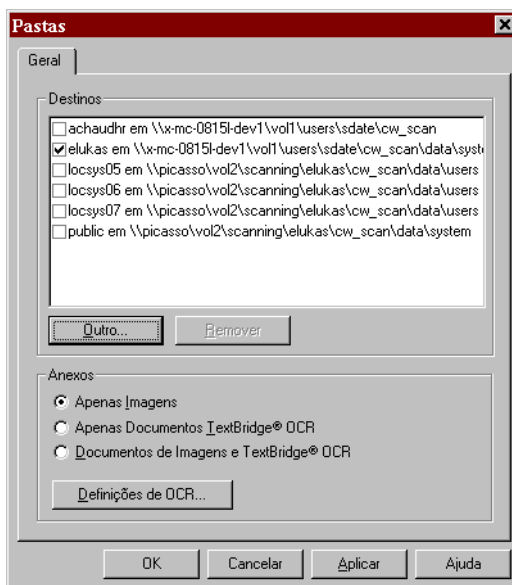 Pastas
Geral
Destinos
achaudhr em \\x-mc-0815l-dev1\vol1\users\sdate\cw_scan
elukas em \\x-mc-0815l-dev1\vol1\users\sdate\cw_scan\data\syst
locsys05 em \\picasso\vol2\scanning\elukas\cw_scan\data\users
locsys06 em \\picasso\vol2\scanning\elukas\cw_scan\data\users
locsys07 em \\picasso\vol2\scanning\elukas\cw_scan\data\users
public em \\picasso\vol2\scanning\elukas\cw_scan\data\system
Outro... Remover
Anexos
Apenas Imagens
Apenas Documentos TextBridge® OCR
Documentos de Imagens e TextBridge® OCR
Definições de OCR...
OK Cancelar Aplicar Ajuda